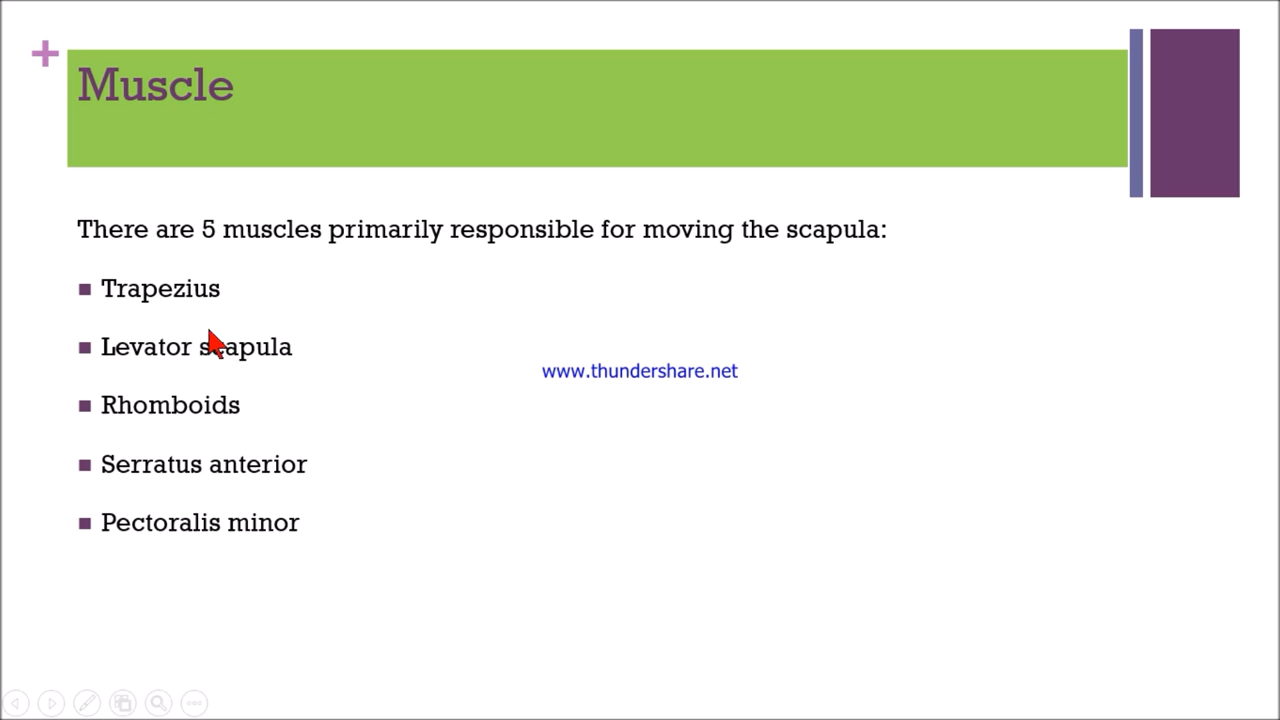 +
Muscle
There are 5 muscles primarily responsible for moving the scapula:
■ Trapezius
■ Levator scapula
■ Rhomboids
■ Serratus anterior
■ Pectoralis minor
www.thundershare.net